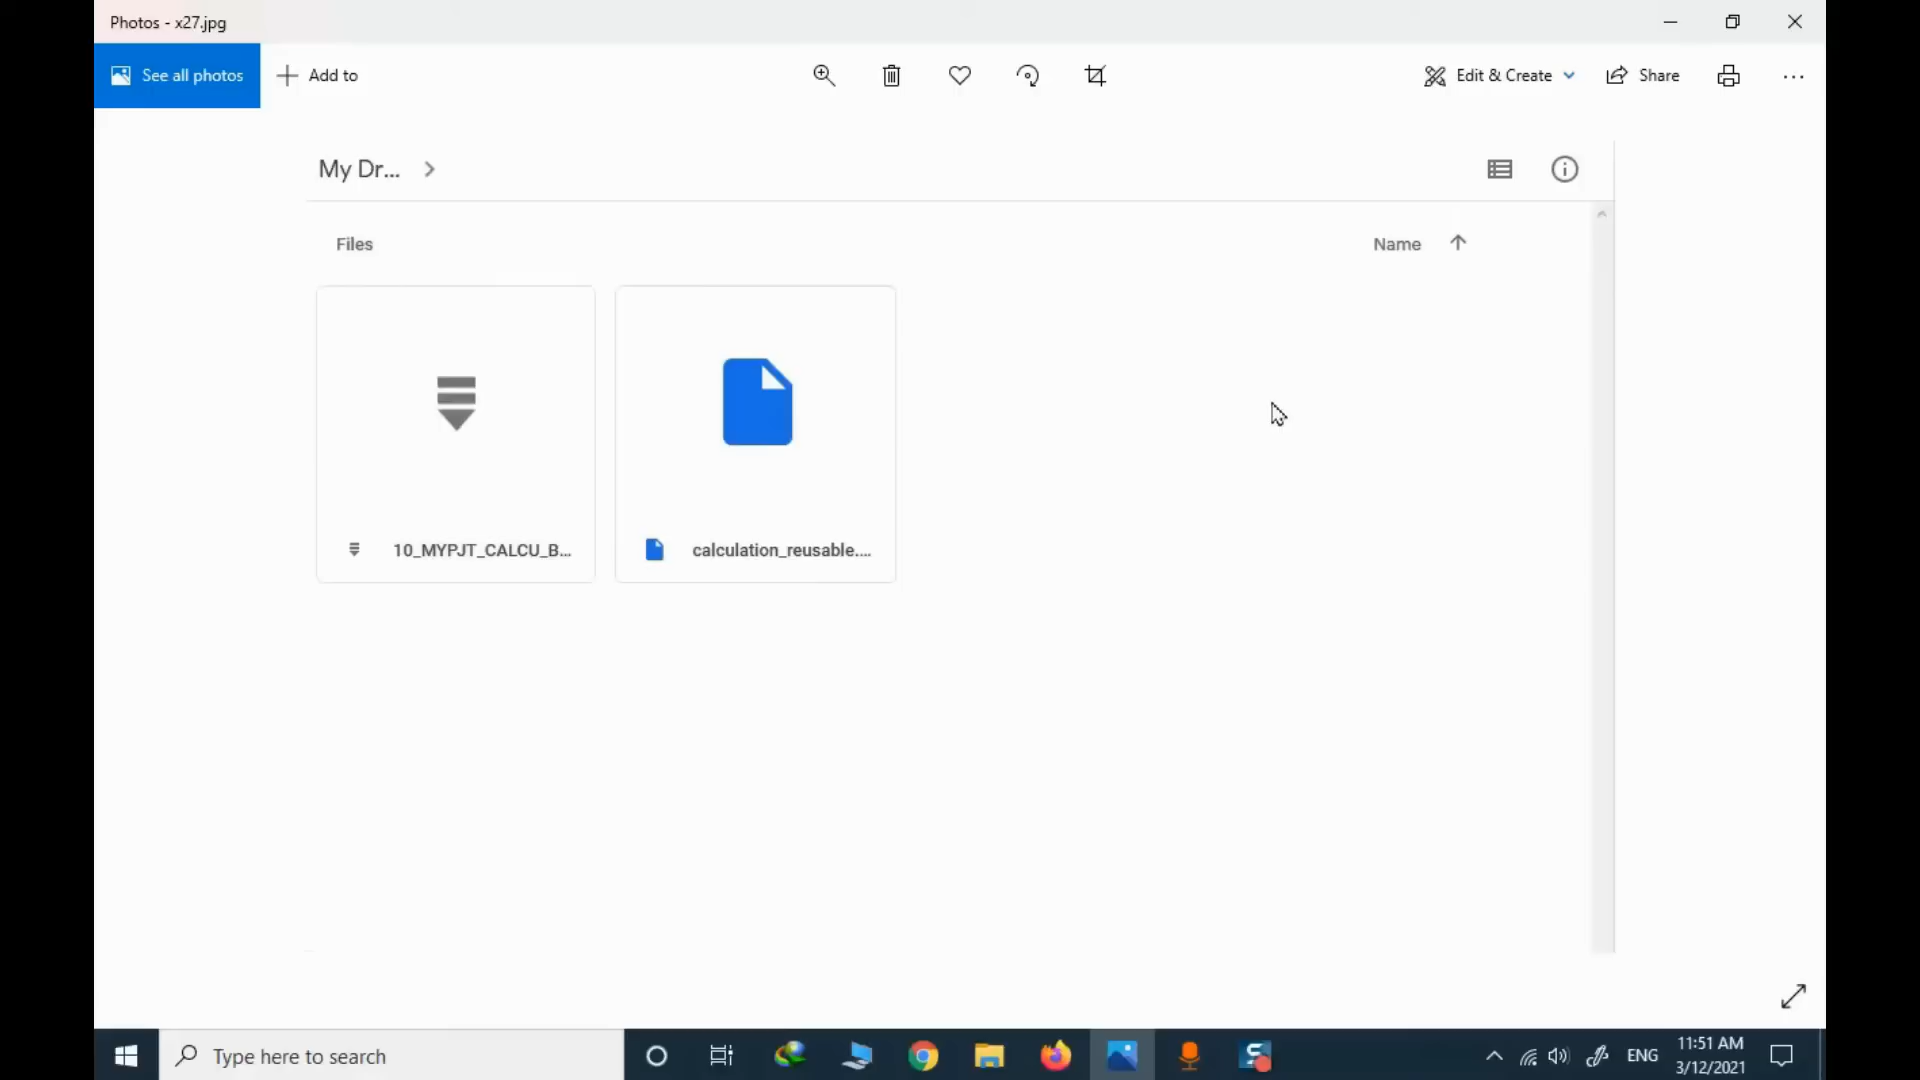 Photos - x27.jpg
See all photos
Add to
Edit & Create
Share
My Dr...
Files
Name
10_MYPJT_CALCU_B...
calculation_reusable....
Type here to search
ENG
11:51 AM
3/12/2021